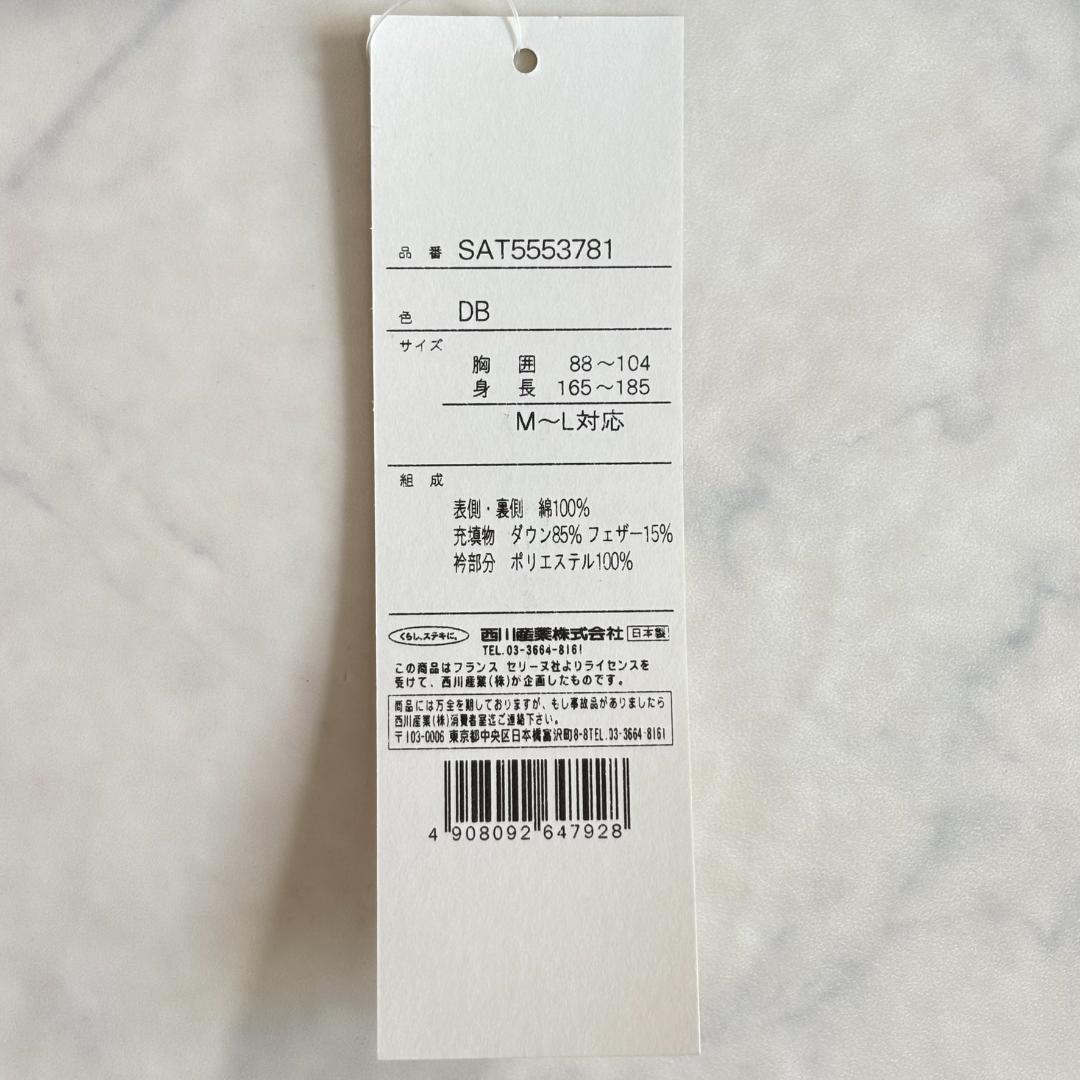 品番 SAT5553781
色 DB
サイズ
胸囲 88～104
身長 165～185
M～L対応
組成
表側・裏側 綿100%
充填物 ダウン85% フェザー15%
衿部分 ポリエステル100%
くらし、ステキに。 西川産業株式会社 日本製
TEL.03-3664-8161
この商品はフランス セリーヌ社よりライセンスを
受けて、西川産業(株)が企画したものです。
商品には万全を期しておりますが、もし事故品がありましたら
西川産業(株)消費者室迄ご連絡下さい。
〒103-0006 東京都中央区日本橋富沢町8-8TEL.03-3664-8161
4 908092 647928